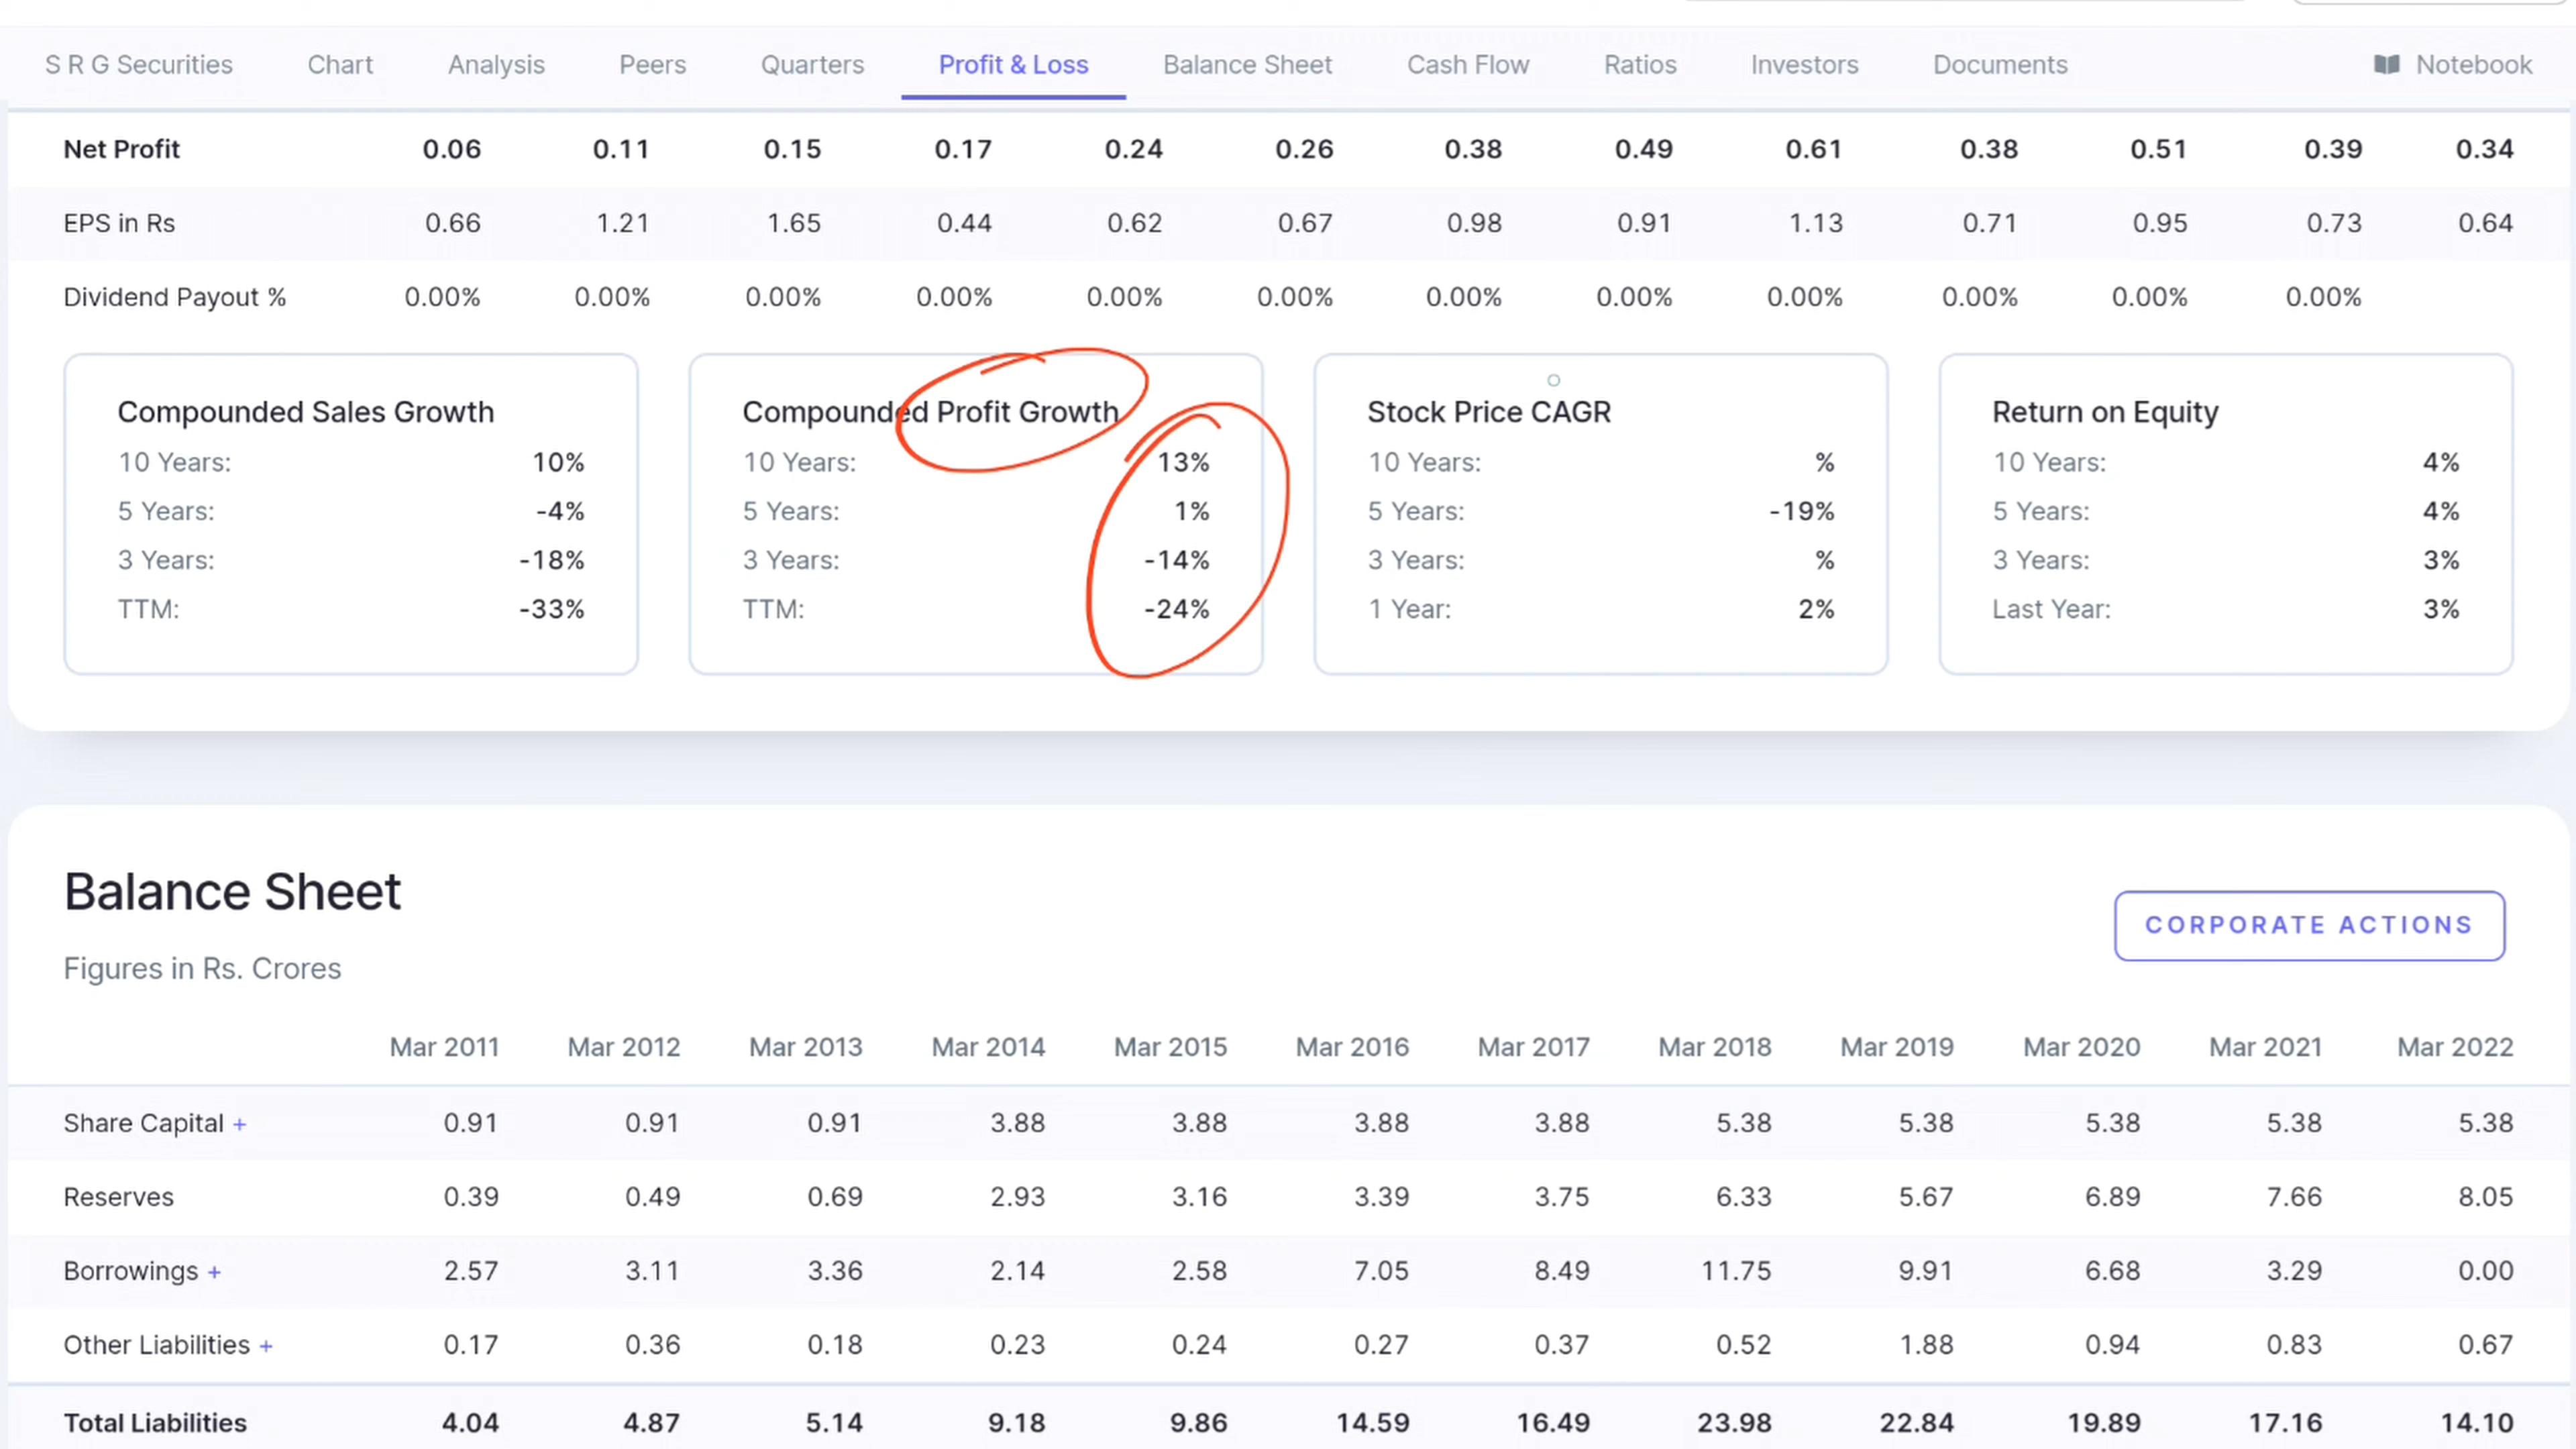 S R G Securities Chart Analysis Peers Quarters Profit & Loss Balance Sheet Cash Flow Ratios Investors Documents Notebook
Net Profit 0.06 0.11 0.15 0.17 0.24 0.26 0.38 0.49 0.61 0.38 0.51 0.39 0.34
EPS in Rs 0.66 1.21 1.65 0.44 0.62 0.67 0.98 0.91 1.13 0.71 0.95 0.73 0.64
Dividend Payout % 0.00% 0.00% 0.00% 0.00% 0.00% 0.00% 0.00% 0.00% 0.00% 0.00% 0.00% 0.00%
Compounded Sales Growth
10 Years: 10%
5 Years: -4%
3 Years: -18%
TTM: -33%
Compounded Profit Growth
10 Years: 13%
5 Years: 1%
3 Years: -14%
TTM: -24%
Stock Price CAGR
10 Years: %
5 Years: -19%
3 Years: %
1 Year: 2%
Return on Equity
10 Years: 4%
5 Years: 4%
3 Years: 3%
Last Year: 3%
Balance Sheet
CORPORATE ACTIONS
Figures in Rs. Crores
Mar 2011 Mar 2012 Mar 2013 Mar 2014 Mar 2015 Mar 2016 Mar 2017 Mar 2018 Mar 2019 Mar 2020 Mar 2021 Mar 2022
Share Capital + 0.91 0.91 0.91 3.88 3.88 3.88 3.88 5.38 5.38 5.38 5.38 5.38
Reserves 0.39 0.49 0.69 2.93 3.16 3.39 3.75 6.33 5.67 6.89 7.66 8.05
Borrowings + 2.57 3.11 3.36 2.14 2.58 7.05 8.49 11.75 9.91 6.68 3.29 0.00
Other Liabilities + 0.17 0.36 0.18 0.23 0.24 0.27 0.37 0.52 1.88 0.94 0.83 0.67
Total Liabilities 4.04 4.87 5.14 9.18 9.86 14.59 16.49 23.98 22.84 19.89 17.16 14.10